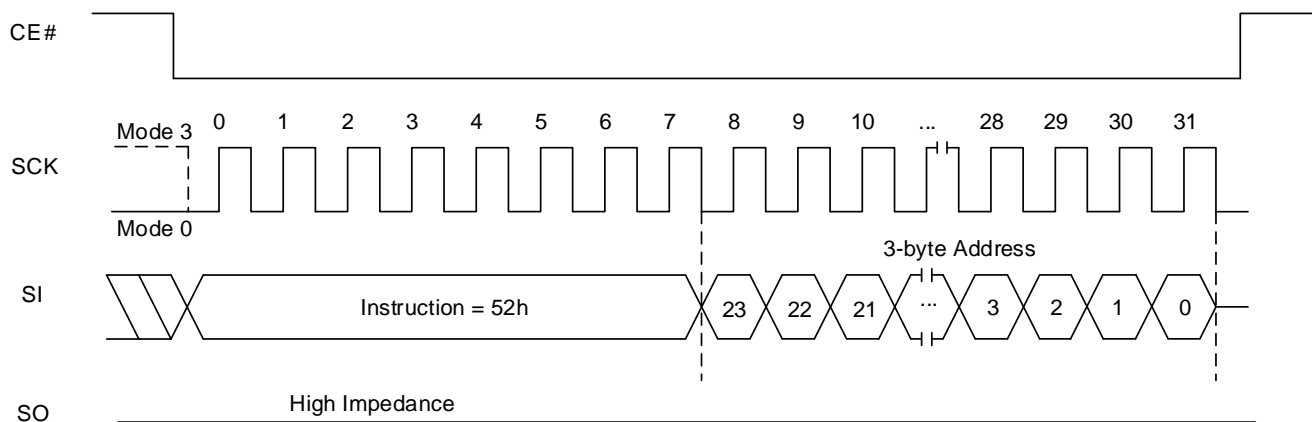 CE#
Mode 3
0 1 2 3 4 5 6 7 8 9 10 ... 28 29 30 31
SCK
Mode 0
3-byte Address
SI
Instruction = 52h
23 22 21 ... 3 2 1 0
High Impedance
SO